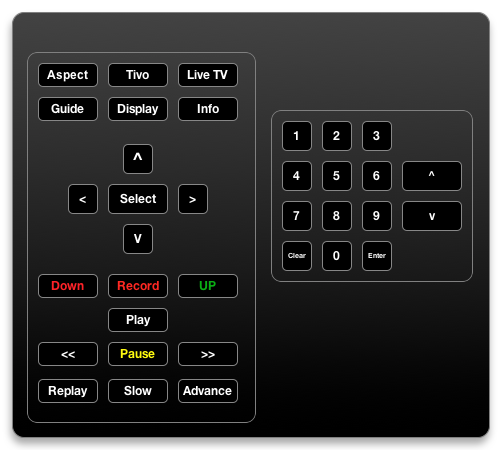 Aspect Tivo Live TV
Guide Display Info
^
< Select >
v
Down Record UP
Play
<< Pause >>
Replay Slow Advance
1 2 3
4 5 6 ^
7 8 9 v
Clear 0 Enter